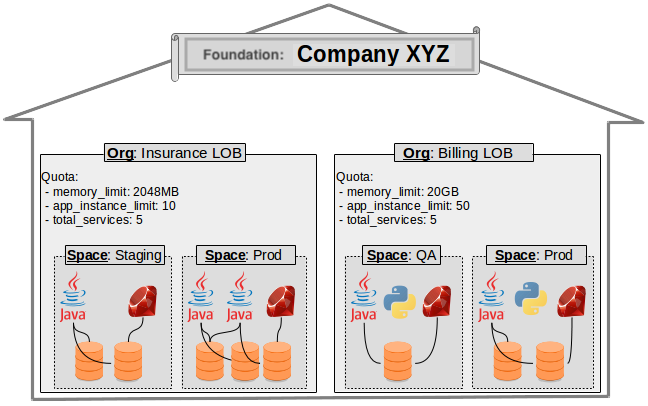 Foundation: Company XYZ
Org: Insurance LOB
Quota:
- memory_limit: 2048MB
- app_instance_limit: 10
- total_services: 5
Space: Staging
Java
Space: Prod
Java
Java
Org: Billing LOB
Quota:
- memory_limit: 20GB
- app_instance_limit: 50
- total_services: 5
Space: QA
Java
Space: Prod
Java